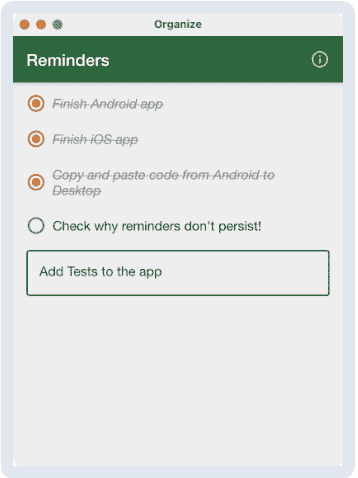 Organize
Reminders
Finish Android app
Finish iOS app
Copy and paste code from Android to
Desktop
Check why reminders don't persist!
Add Tests to the app